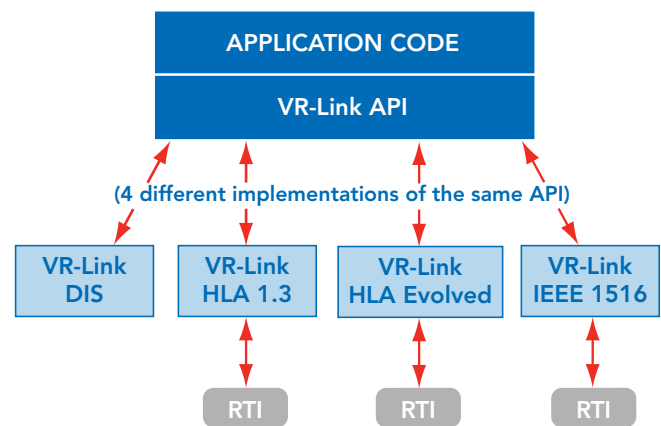 APPLICATION CODE
VR-Link API
(4 different implementations of the same API)
VR-Link
DIS
VR-Link
HLA 1.3
VR-Link
HLA Evolved
VR-Link
IEEE 1516
RTI
RTI
RTI